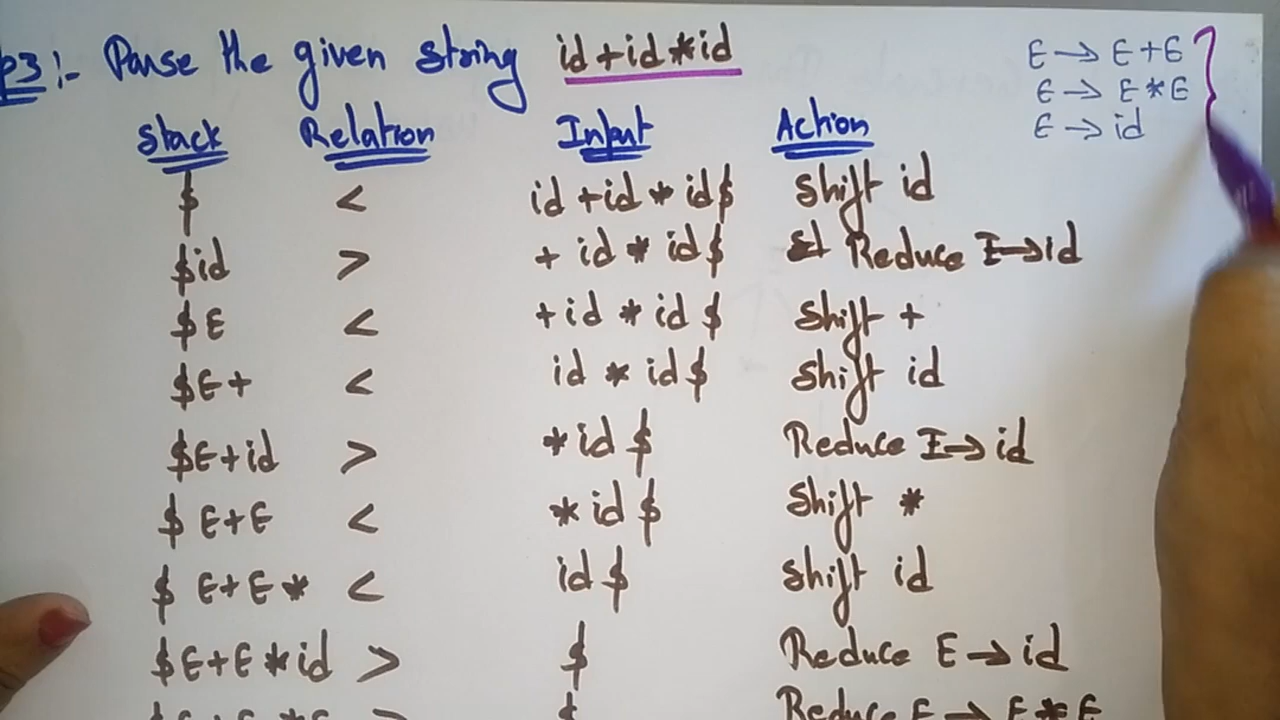 p3:- Parse the given string id+id*id
E → E+E
E → E*E
E → id
Stack Relation Input Action
$ < id +id * id$ Shift id
$id > + id * id $ Reduce E→id
$E < +id * id $ Shift +
$E+ < id * id $ Shift id
$E+id > *id $ Reduce E→id
$ E+E < * id $ Shift *
$ E+E * < id $ Shift id
$E+E *id > $ Reduce E → id
$E+E *E > $ Reduce E → E*E